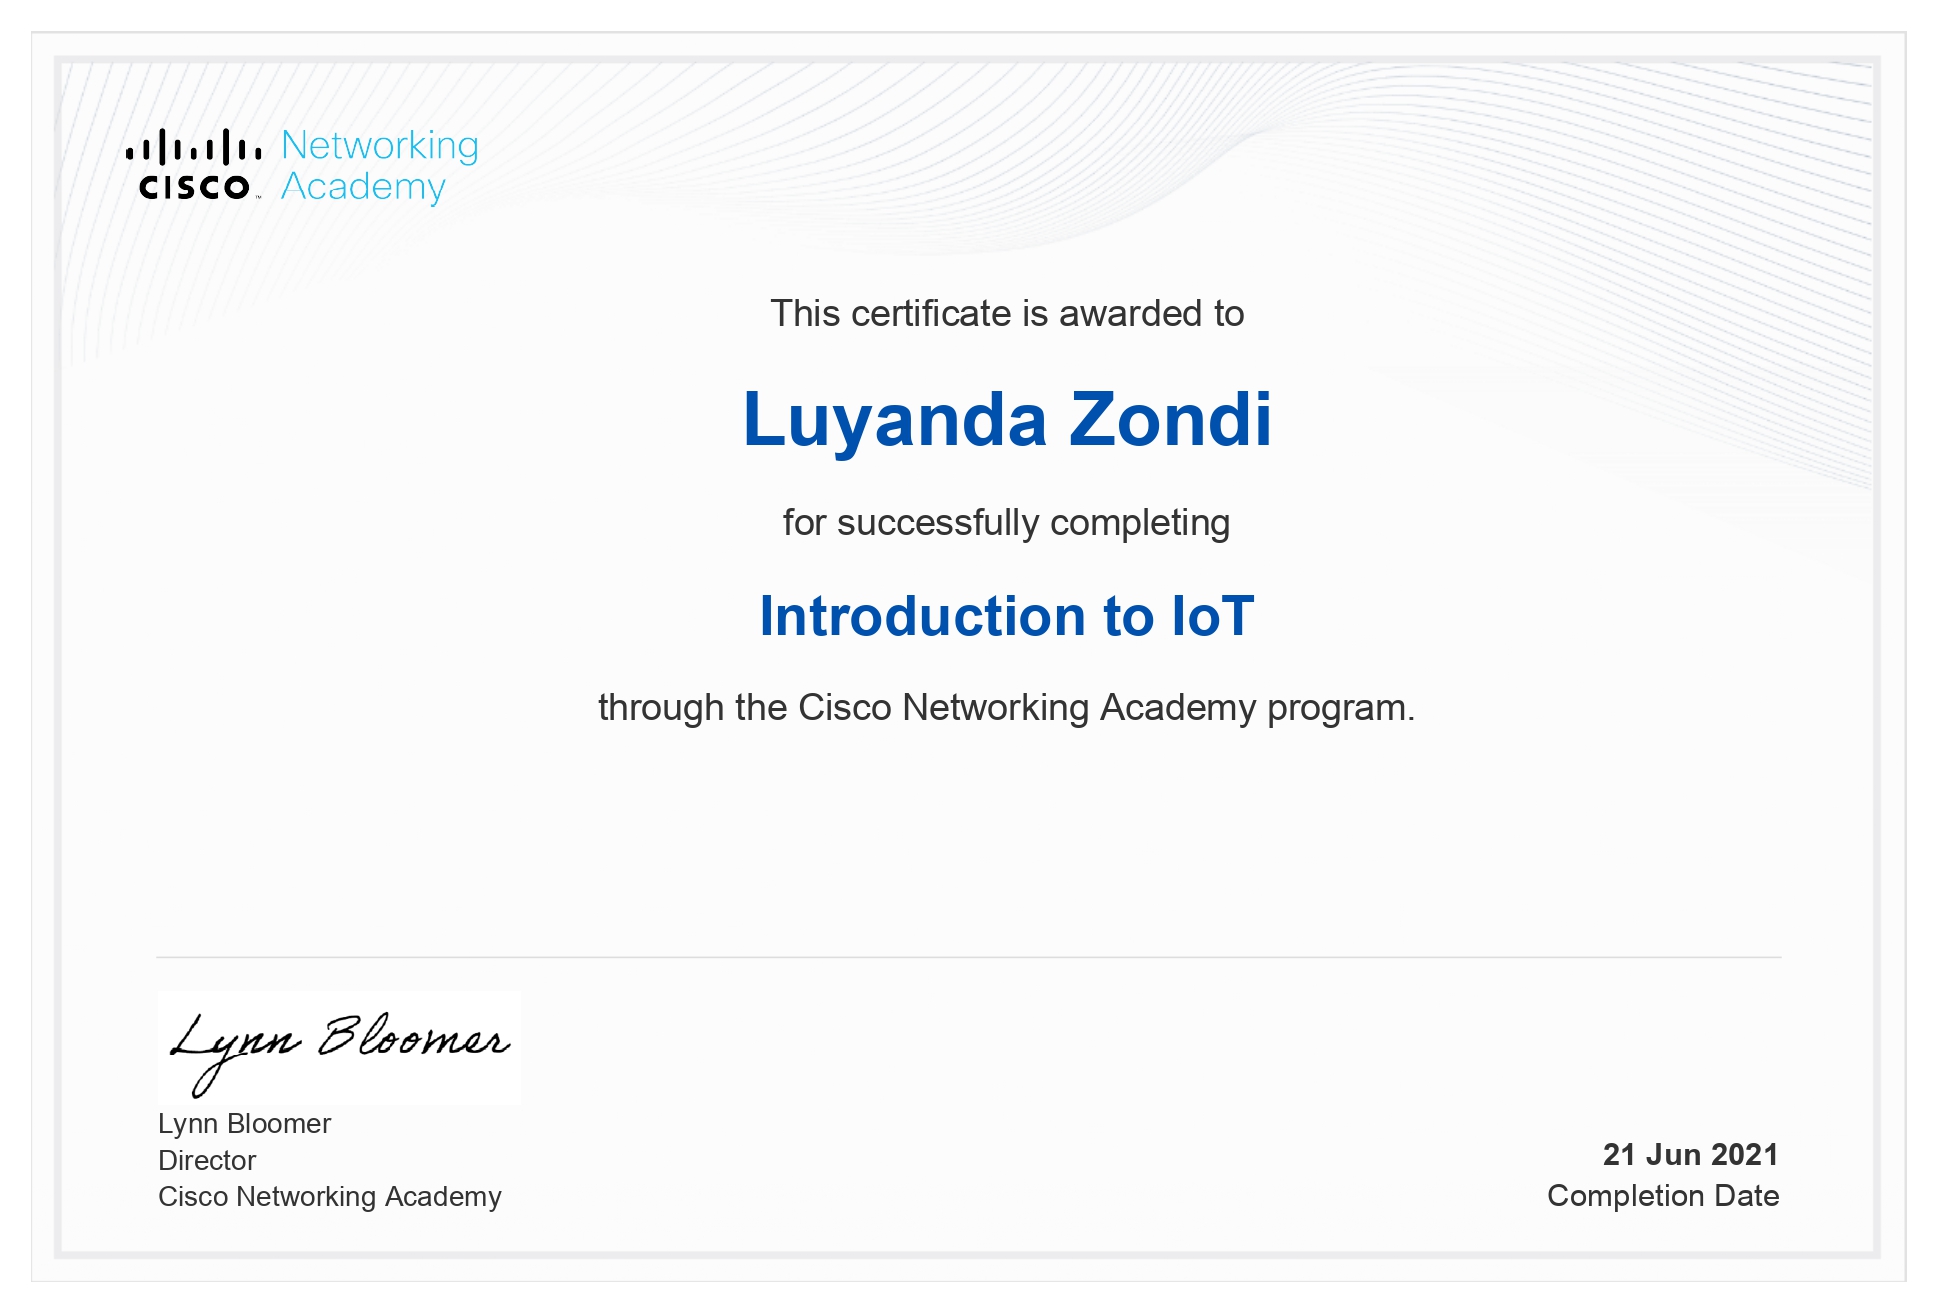 Networking
CISCO™ Academy
This certificate is awarded to
Luyanda Zondi
for successfully completing
Introduction to IoT
through the Cisco Networking Academy program.
Lynn Bloomer
Lynn Bloomer
Director
Cisco Networking Academy
21 Jun 2021
Completion Date